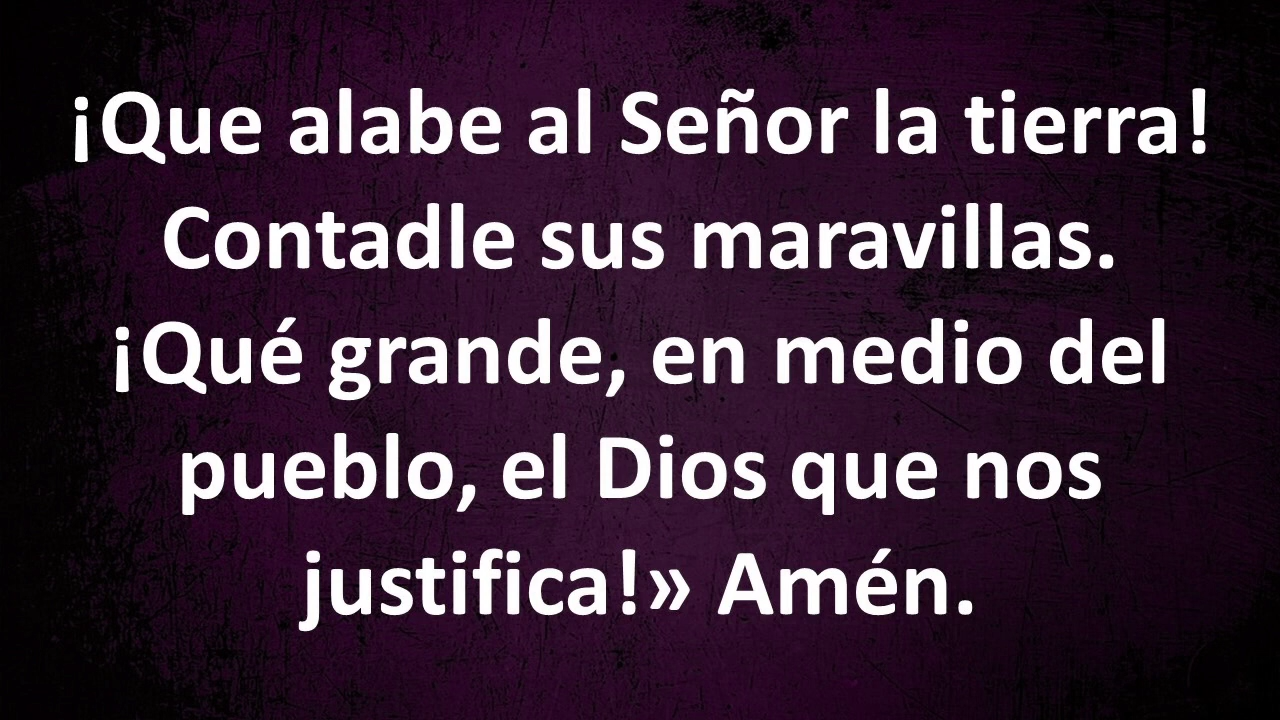 ¡Que alabe al Señor la tierra!
Contadle sus maravillas.
¡Qué grande, en medio del
pueblo, el Dios que nos
justifica!» Amén.